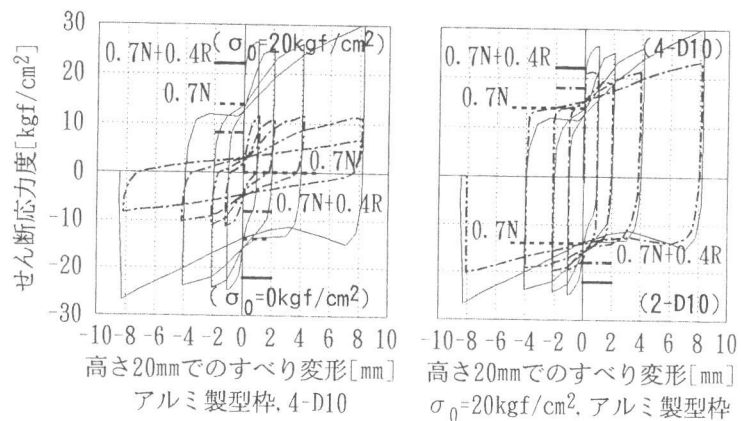 せん断応力度[kgf/cm²]
30
20
10
0
-10
-20
-30
(σ₀=20kgf/cm²)
0.7N+0.4R
0.7N
0.7N
0.7N+0.4R
(σ₀=0kgf/cm²)
-10 -8 -6 -4 -2 0 2 4 6 8 10
高さ20mmでのすべり変形[mm]
アルミ製型枠, 4-D10
(4-D10)
0.7N+0.4R
0.7N
0.7N
0.7N+0.4R
(2-D10)
-10 -8 -6 -4 -2 0 2 4 6 8 10
高さ20mmでのすべり変形[mm]
σ₀=20kgf/cm², アルミ製型枠